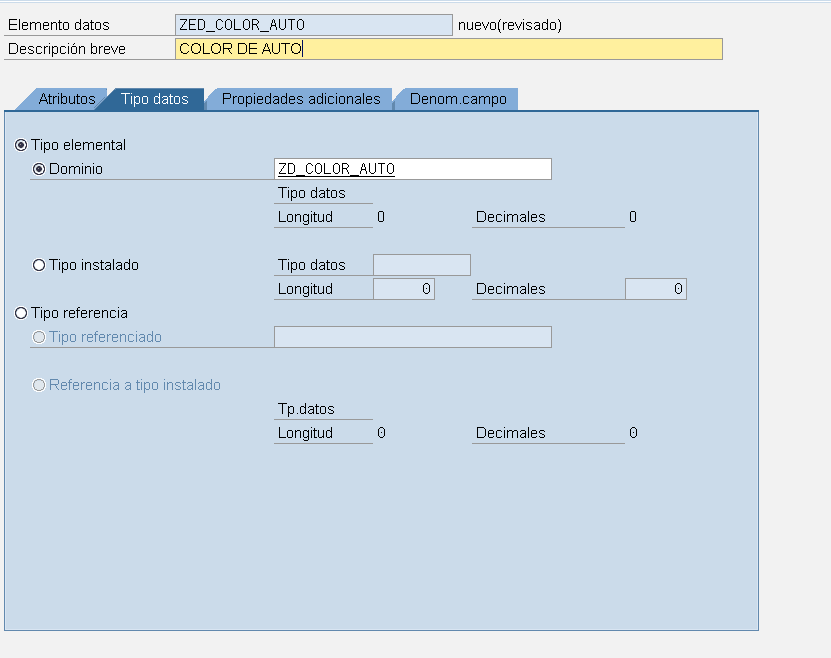 Elemento datos ZED_COLOR_AUTO nuevo(revisado)
Descripción breve COLOR DE AUTO
Atributos Tipo datos Propiedades adicionales Denom.campo
Tipo elemental
Dominio ZD_COLOR_AUTO
Tipo datos
Longitud 0 Decimales 0
Tipo instalado Tipo datos
Longitud 0 Decimales 0
Tipo referencia
Tipo referenciado
Referencia a tipo instalado
Tp.datos
Longitud 0 Decimales 0